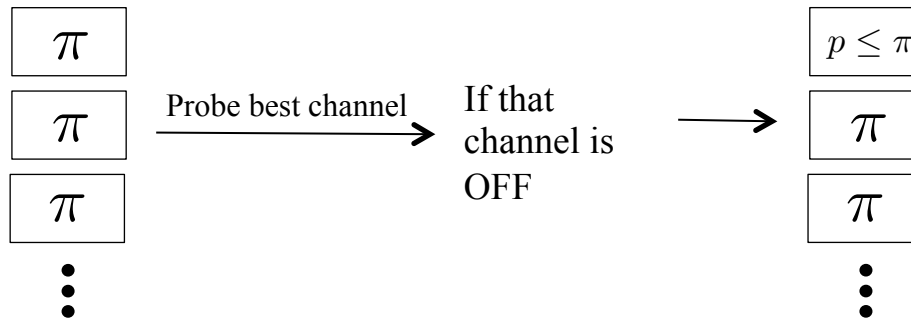 π
π
π
Probe best channel
If that
channel is
OFF
p ≤ π
π
π